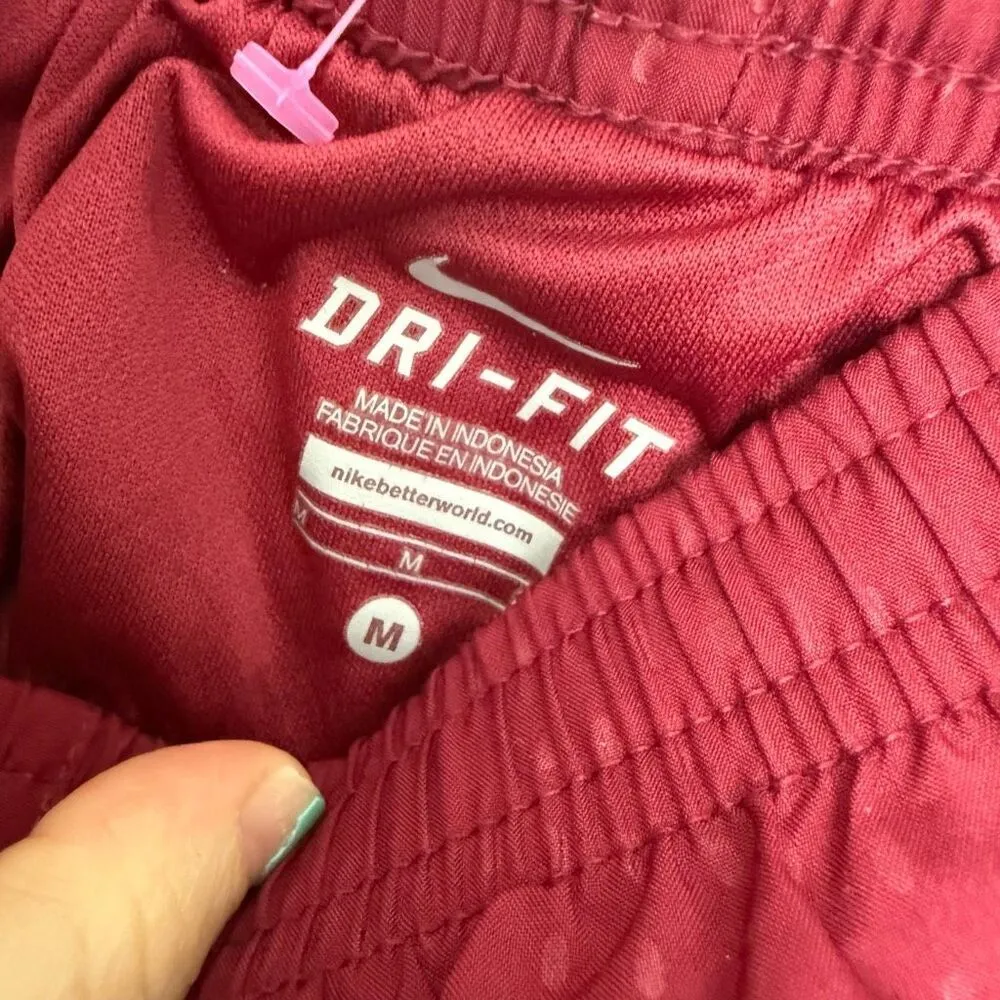 DRI-FIT
MADE IN INDONESIA
FABRIQUE EN INDONESIE
nikebetterworld.com
M
M
M